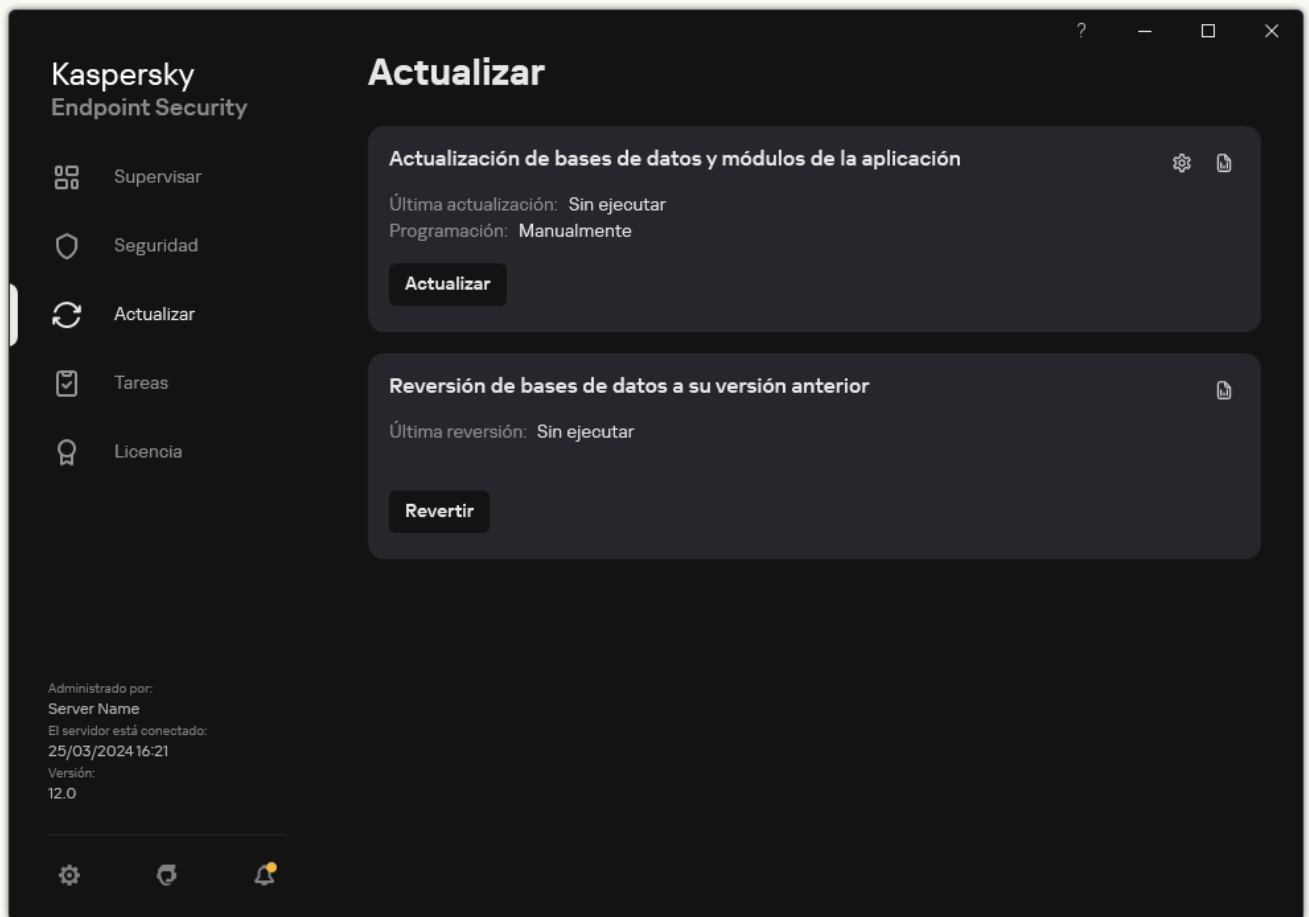 ?
Kaspersky
Endpoint Security
Supervisar
Seguridad
Actualizar
Tareas
Licencia
Administrado por:
Server Name
El servidor está conectado:
25/03/2024 16:21
Versión:
12.0
Actualizar
Actualización de bases de datos y módulos de la aplicación
Última actualización: Sin ejecutar
Programación: Manualmente
Actualizar
Reversión de bases de datos a su versión anterior
Última reversión: Sin ejecutar
Revertir